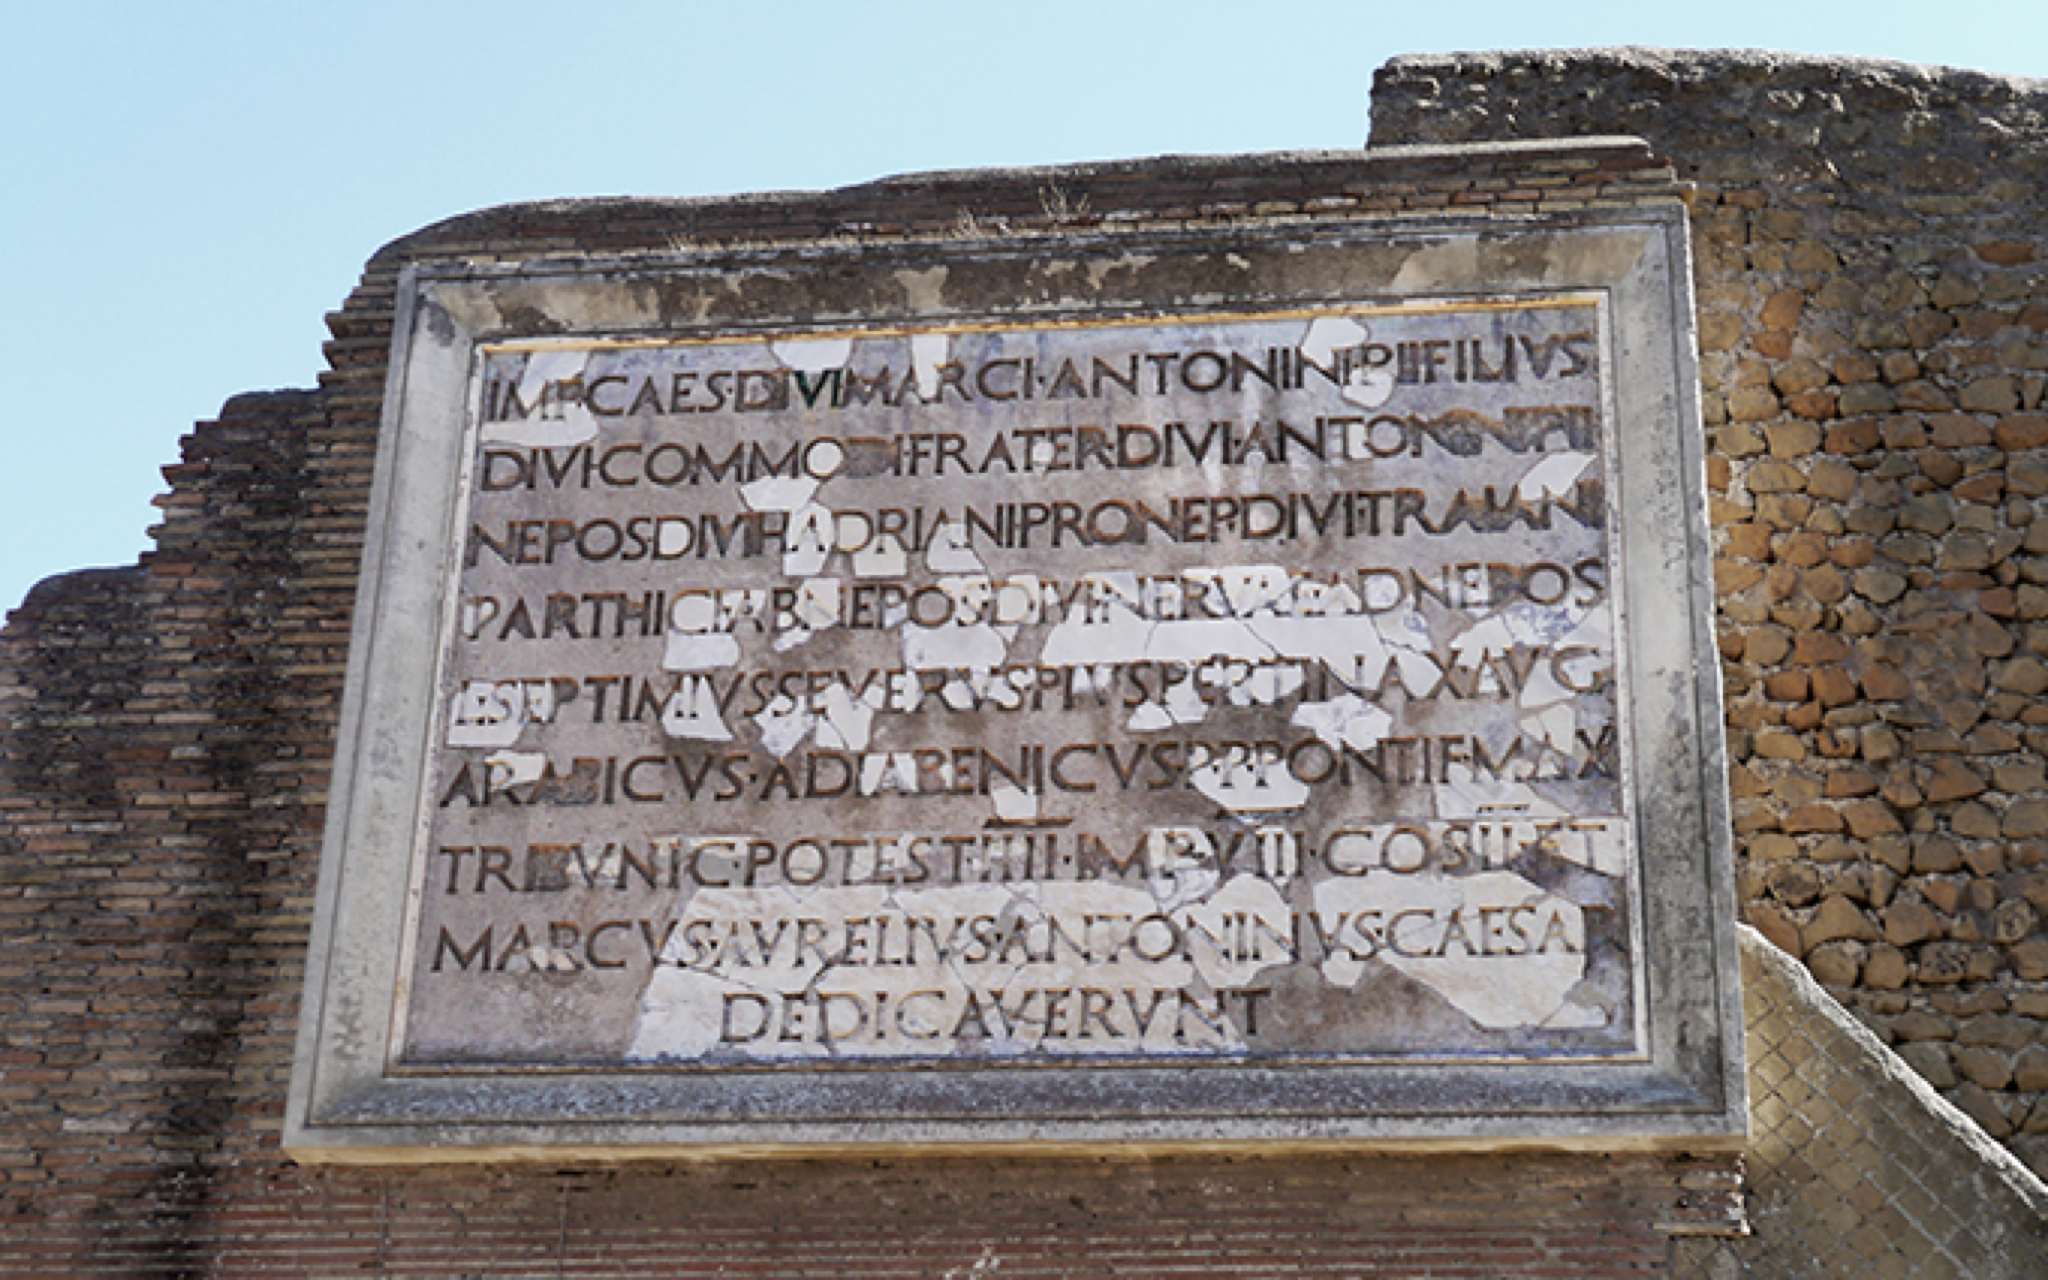 IMP·CAES·DIVI·MARCI·ANTONINI·PII·FILIVS·
DIVI·COMMODI·FRATER·DIVI·ANTONINI·PII
NEPOS·DIVI·HADRIANI·PRONEP·DIVI·TRAIANI
PARTHICI·ABNEPOS·DIVI·NERVAE·ADNEPOS
L·SEPTIMIVS·SEVERVS·PIVS·PERTINAX·AVG
ARABICVS·ADIABENICVS·P·P·PONTIF·MAX
TRIBVNIC·POTEST·IIII·IMP·VIII·COS·II·ET
MARCVS·AVRELIVS·ANTONINVS·CAESAR
DEDICAVERVNT